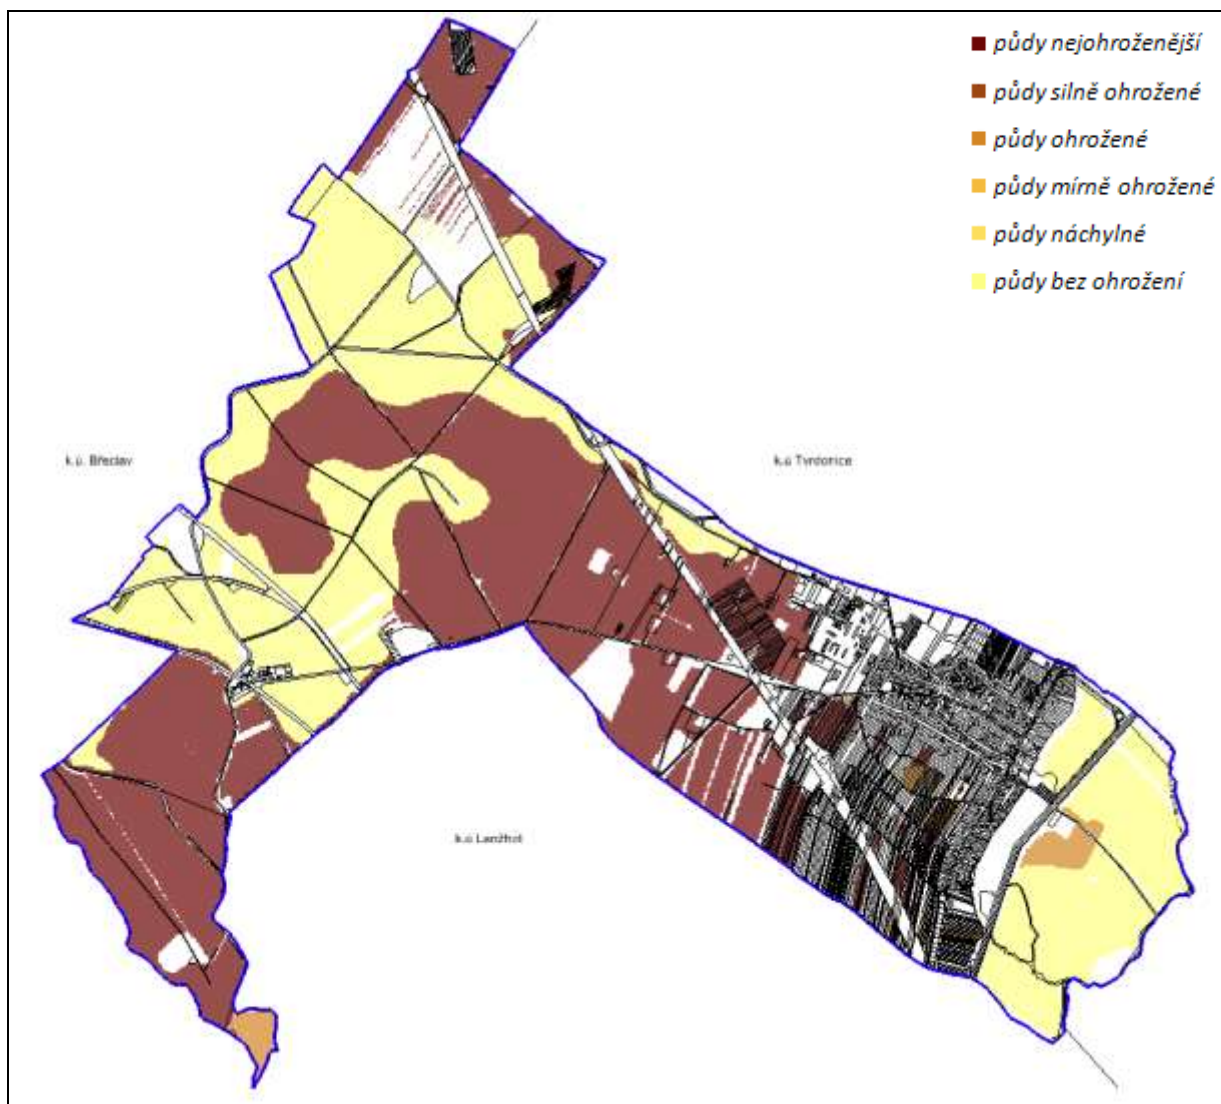 půdy nejohroženější
půdy silně ohrožené
půdy ohrožené
půdy mírně ohrožené
půdy náchylné
půdy bez ohrožení
k.ú. Břeclav
k.ú Tvrdonice
k.ú Lanžhot